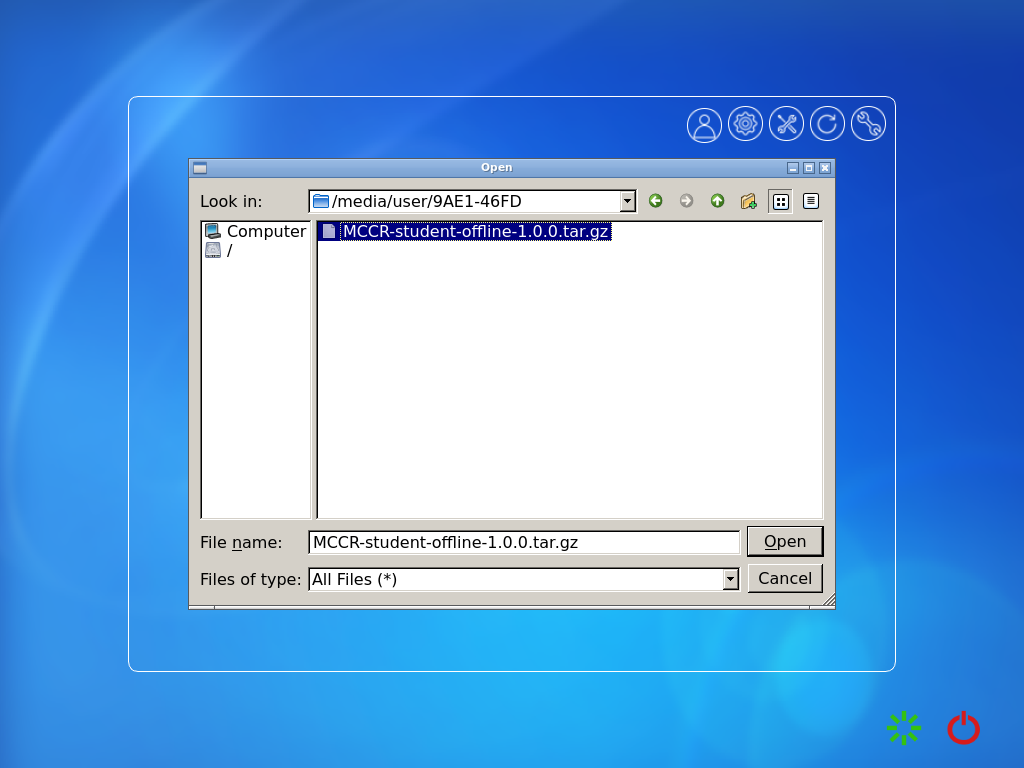 Open
Look in:
/media/user/9AE1-46FD
Computer
/
MCCR-student-offline-1.0.0.tar.gz
File name:
MCCR-student-offline-1.0.0.tar.gz
Open
Files of type:
All Files (*)
Cancel